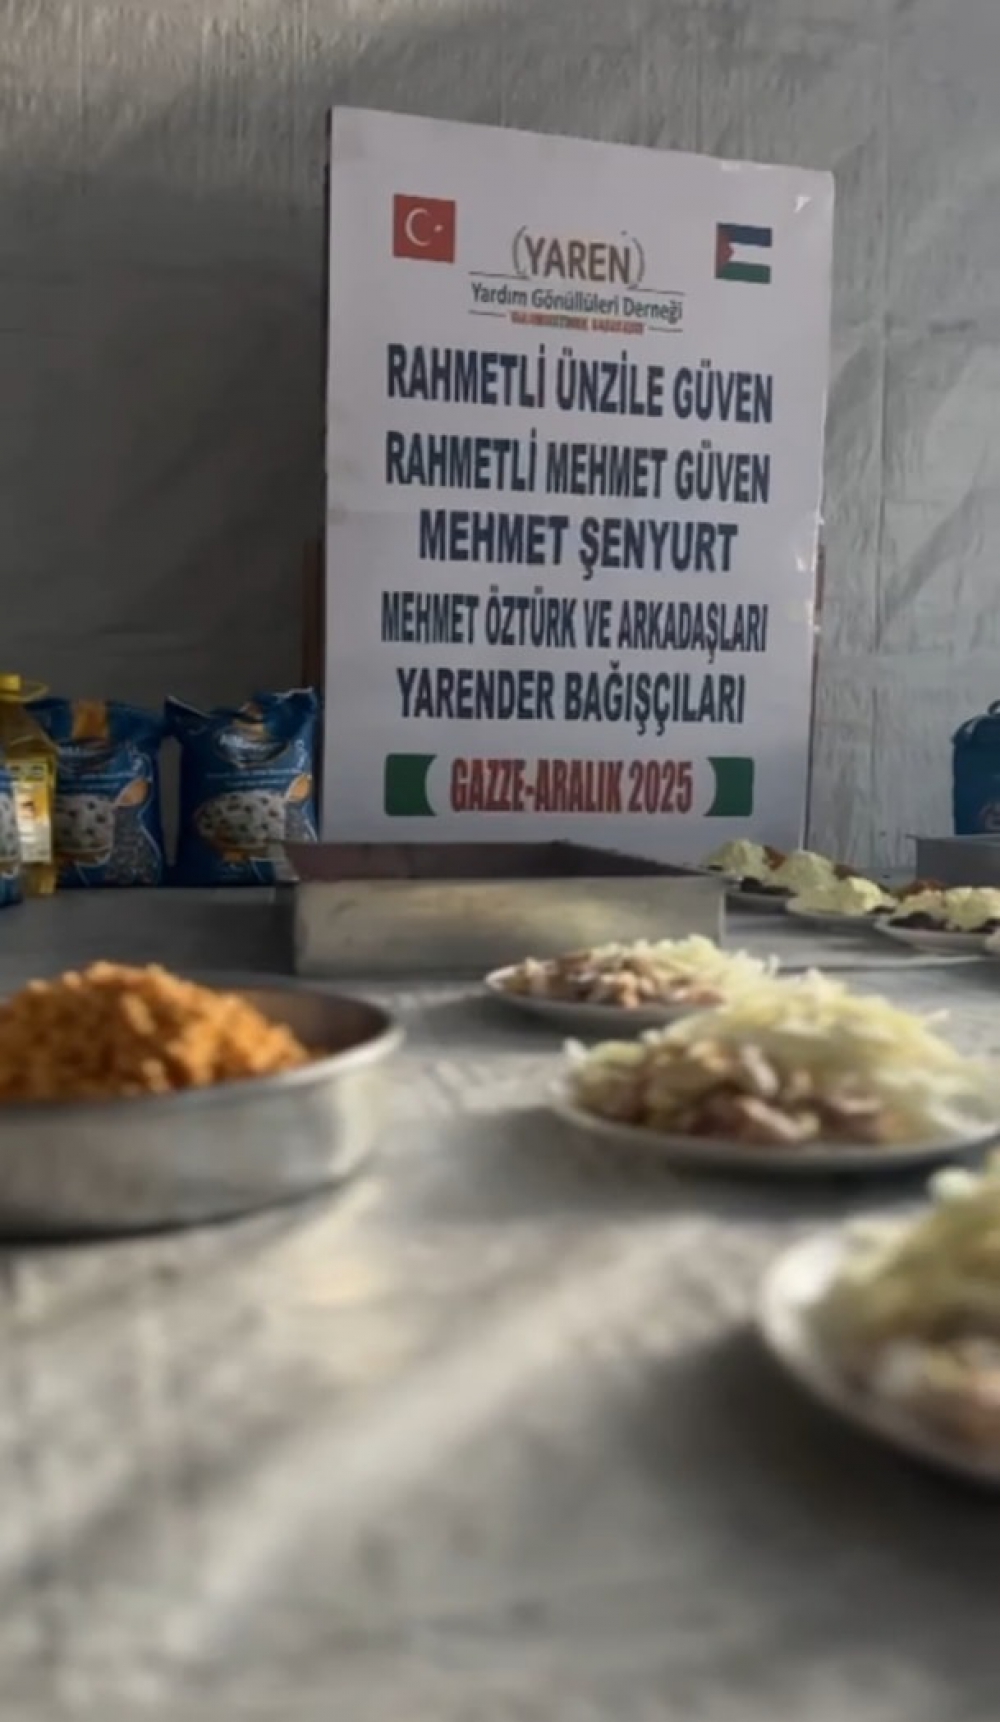 (YAREN)
Yardım Gönüllüleri Derneği
RAHMETLİ ÜNZİLE GÜVEN
RAHMETLİ MEHMET GÜVEN
MEHMET ŞENYURT
MEHMET ÖZTÜRK VE ARKADAŞLARI
YARENDER BAĞIŞÇILARI
GAZZE-ARALIK 2025